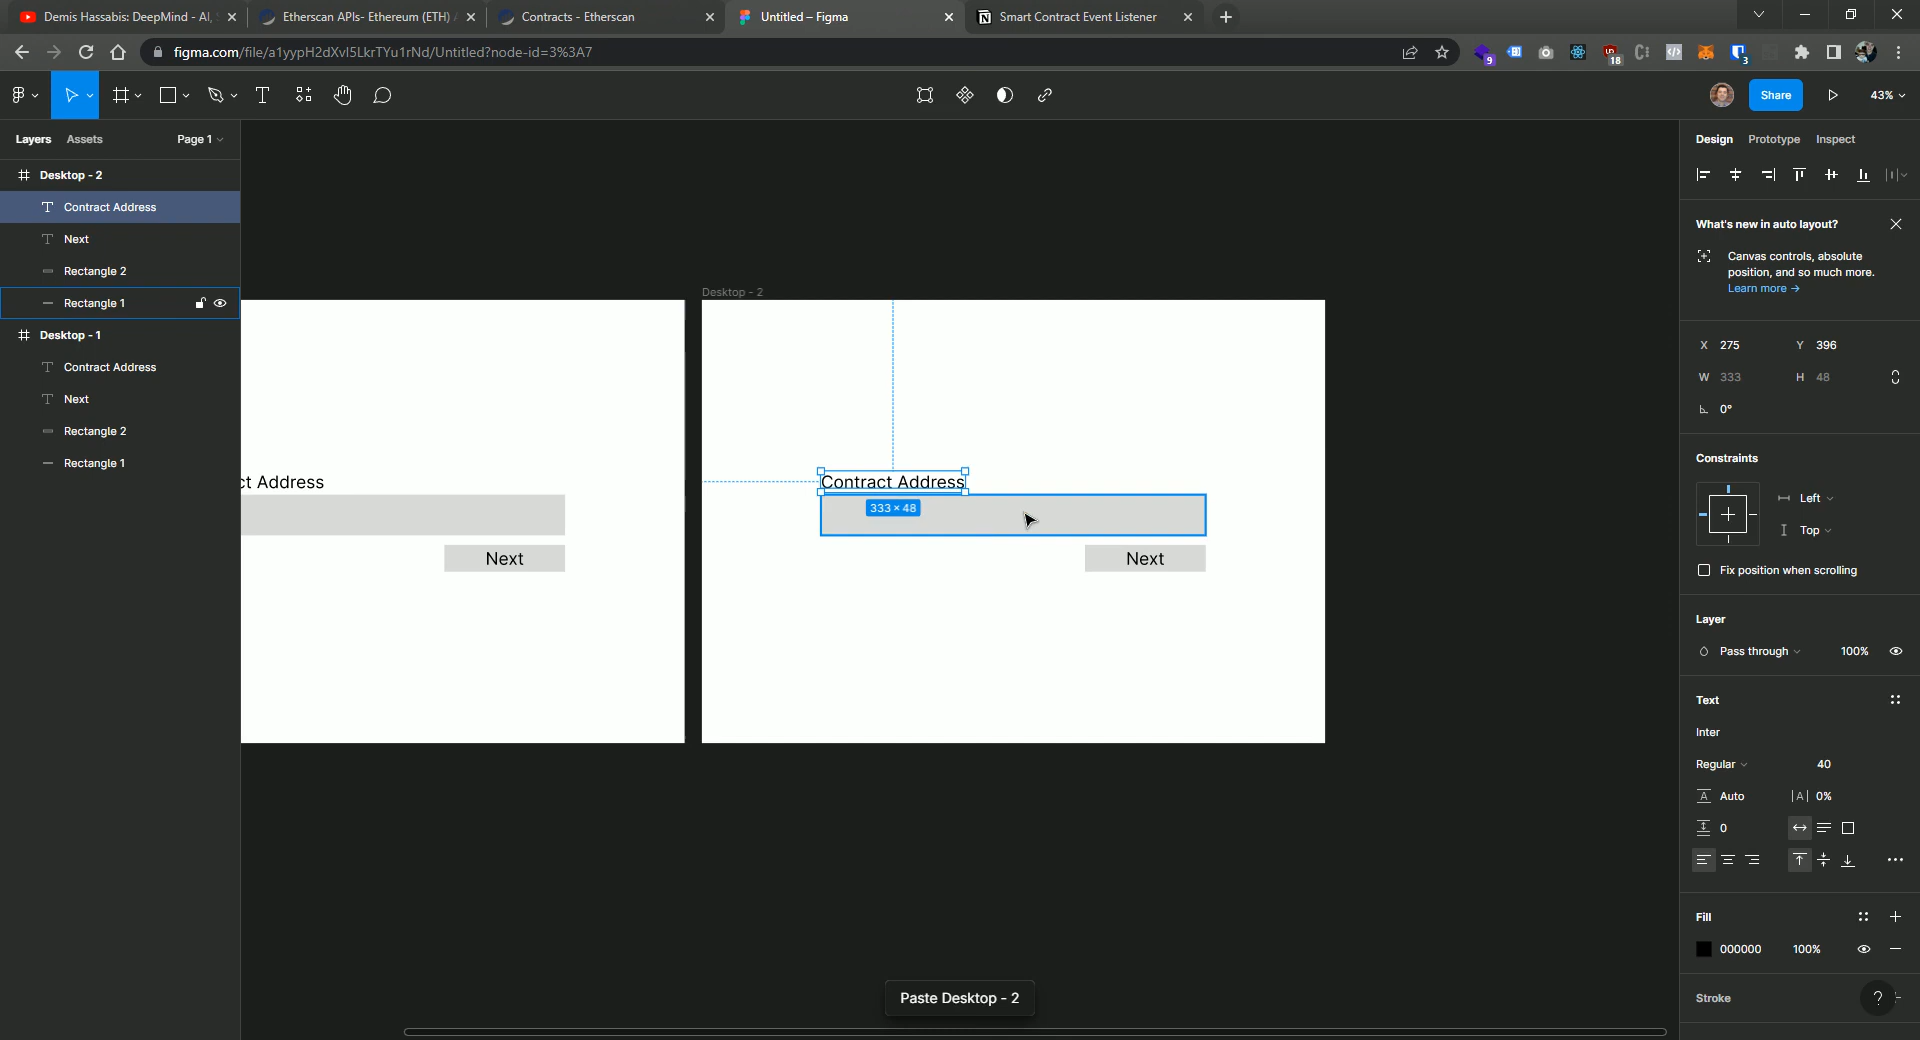 Demis Hassabis: DeepMind - AI,
Etherscan APIs- Ethereum (ETH)
Contracts - Etherscan
Untitled – Figma
Smart Contract Event Listener
figma.com/file/a1yypH2dXvI5LkrTYu1rNd/Untitled?node-id=3%3A7
9
18
3
Share
43%
Layers
Assets
Page 1
Design
Prototype
Inspect
Desktop - 2
Contract Address
Next
Rectangle 2
Rectangle 1
Desktop - 1
Contract Address
Next
Rectangle 2
Rectangle 1
ct Address
Next
Desktop - 2
Contract Address
333 × 48
Next
Paste Desktop - 2
What's new in auto layout?
Canvas controls, absolute
position, and so much more.
Learn more →
X 275 Y 396
W 333 H 48
0°
Constraints
Left
Top
Fix position when scrolling
Layer
Pass through 100%
Text
Inter
Regular 40
A Auto |A| 0%
0
Fill
000000 100%
Stroke
?